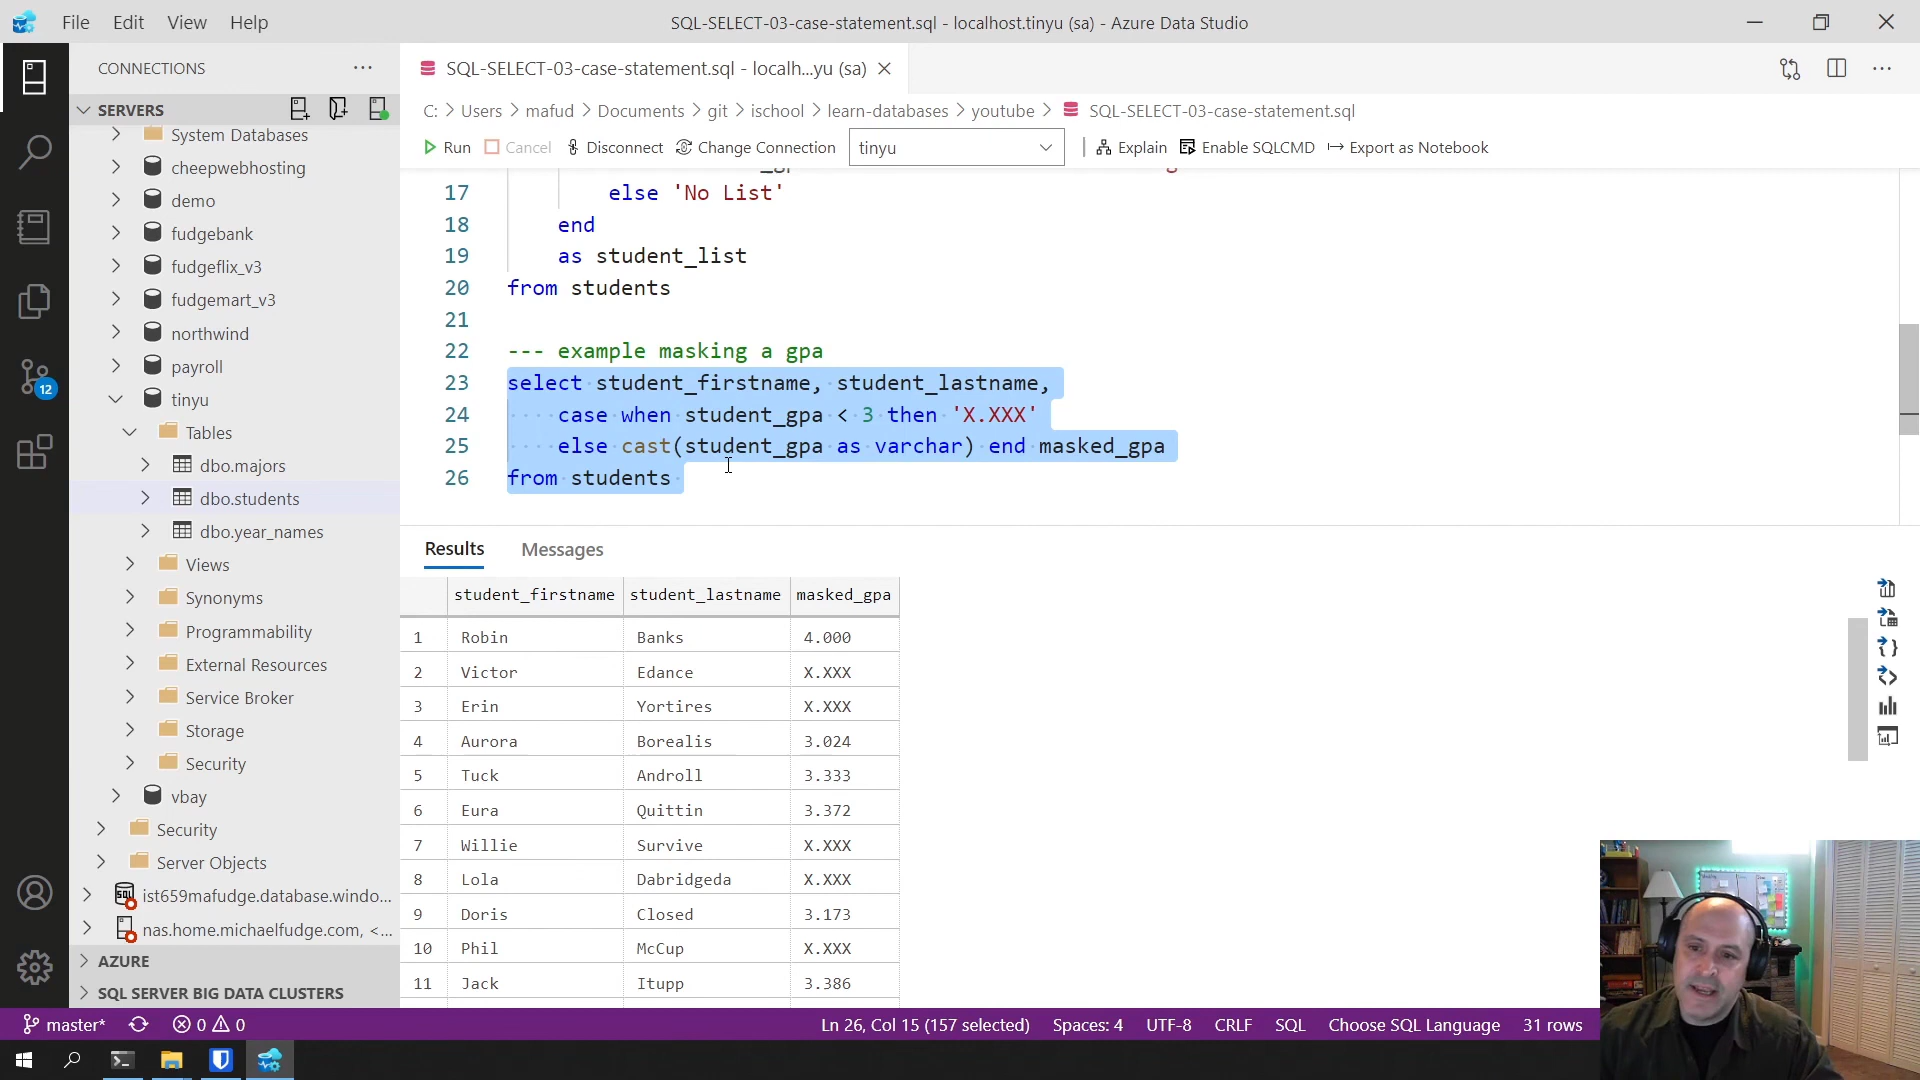 File Edit View Help
SQL-SELECT-03-case-statement.sql - localhost.tinyu (sa) - Azure Data Studio
CONNECTIONS
SQL-SELECT-03-case-statement.sql - localh...yu (sa)
SERVERS
C: > Users > mafud > Documents > git > ischool > learn-databases > youtube > SQL-SELECT-03-case-statement.sql
Run Cancel Disconnect Change Connection tinyu Explain Enable SQLCMD Export as Notebook
System Databases
cheepwebhosting
demo
fudgebank
fudgeflix_v3
fudgemart_v3
northwind
payroll
tinyu
Tables
dbo.majors
dbo.students
dbo.year_names
Views
Synonyms
Programmability
External Resources
Service Broker
Storage
Security
vbay
Security
Server Objects
ist659mafudge.database.windo...
nas.home.michaelfudge.com, <...
AZURE
SQL SERVER BIG DATA CLUSTERS
12
17 else 'No List'
18 end
19 as student_list
20 from students
21
22 --- example masking a gpa
23 select student_firstname, student_lastname,
24 case when student_gpa < 3 then 'X.XXX'
25 else cast(student_gpa as varchar) end masked_gpa
26 from students
Results Messages
student_firstname student_lastname masked_gpa
1 Robin Banks 4.000
2 Victor Edance X.XXX
3 Erin Yortires X.XXX
4 Aurora Borealis 3.024
5 Tuck Androll 3.333
6 Eura Quittin 3.372
7 Willie Survive X.XXX
8 Lola Dabridgeda X.XXX
9 Doris Closed 3.173
10 Phil McCup X.XXX
11 Jack Itupp 3.386
master* 0 0 Ln 26, Col 15 (157 selected) Spaces: 4 UTF-8 CRLF SQL Choose SQL Language 31 rows